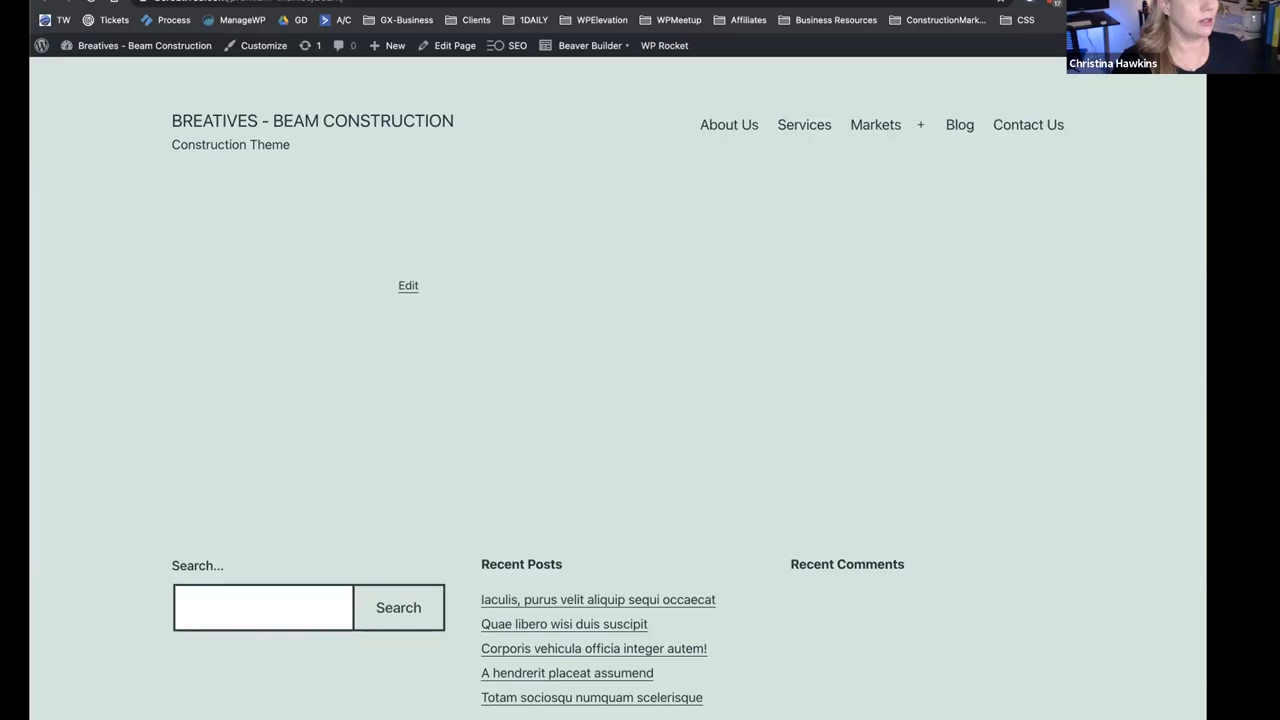 TW Tickets Process ManageWP GD A/C GX-Business Clients 1DAILY WPElevation WPMeetup Affiliates Business Resources ConstructionMark... CSS
17
Breatives - Beam Construction Customize 1 0 New Edit Page SEO Beaver Builder WP Rocket
Christina Hawkins
BREATIVES - BEAM CONSTRUCTION
Construction Theme
About Us Services Markets + Blog Contact Us
Edit
Search...
Search
Recent Posts
Iaculis, purus velit aliquip sequi occaecat
Quae libero wisi duis suscipit
Corporis vehicula officia integer autem!
A hendrerit placeat assumend
Totam sociosqu numquam scelerisque
Recent Comments